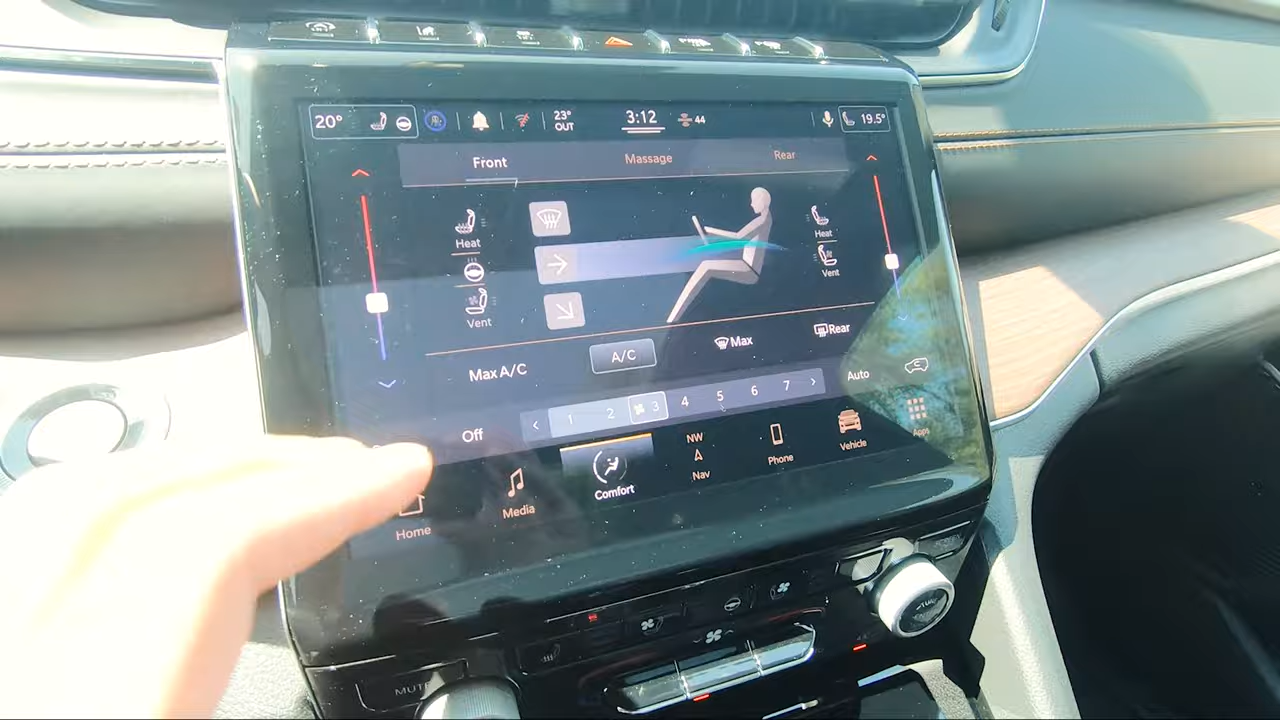 20° 23° OUT 3:12 44 19.5°
Front Massage Rear
Heat
Vent
Heat
Vent
Max A/C A/C Max Rear
Off < 1 2 3 4 5 6 7 > Auto
Home Media Comfort NW Nav Phone Vehicle Apps
MUTE